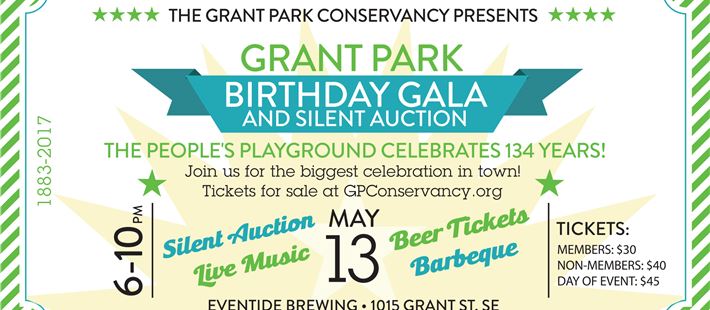 ★★★★ THE GRANT PARK CONSERVANCY PRESENTS ★★★★
GRANT PARK
BIRTHDAY GALA
AND SILENT AUCTION
THE PEOPLE'S PLAYGROUND CELEBRATES 134 YEARS!
Join us for the biggest celebration in town!
Tickets for sale at GPConservancy.org
1883-2017
6-10 PM
Silent Auction
Live Music
MAY
13
Beer Tickets
Barbeque
TICKETS:
MEMBERS: $30
NON-MEMBERS: $40
DAY OF EVENT: $45
EVENTIDE BREWING • 1015 GRANT ST. SE